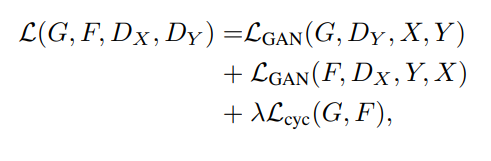 ℒ(G, F, D_X, D_Y) =ℒ_GAN(G, D_Y, X, Y)
+ ℒ_GAN(F, D_X, Y, X)
+ λℒ_cyc(G, F),